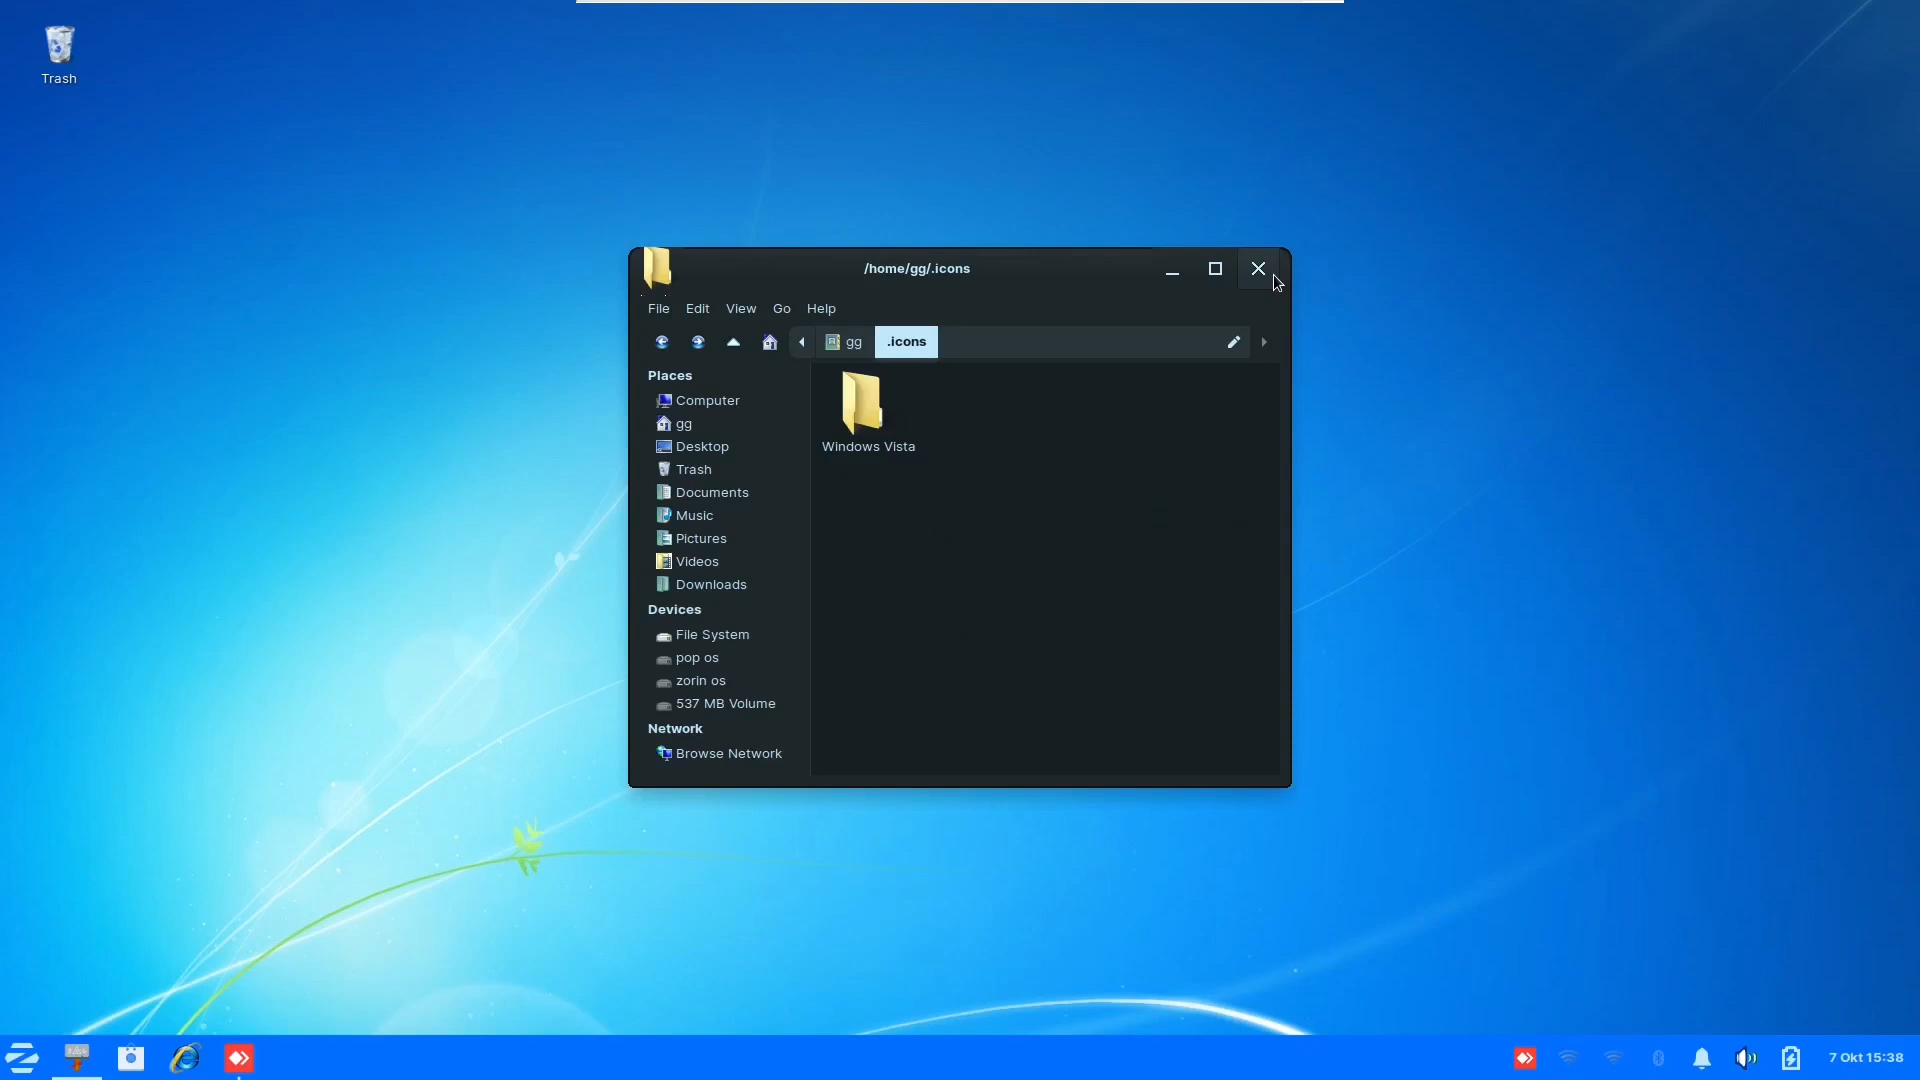 Trash
/home/gg/.icons
File Edit View Go Help
gg .icons
Places
Computer
gg
Desktop
Trash
Documents
Music
Pictures
Videos
Downloads
Devices
File System
pop os
zorin os
537 MB Volume
Network
Browse Network
Windows Vista
7 Okt 15:38